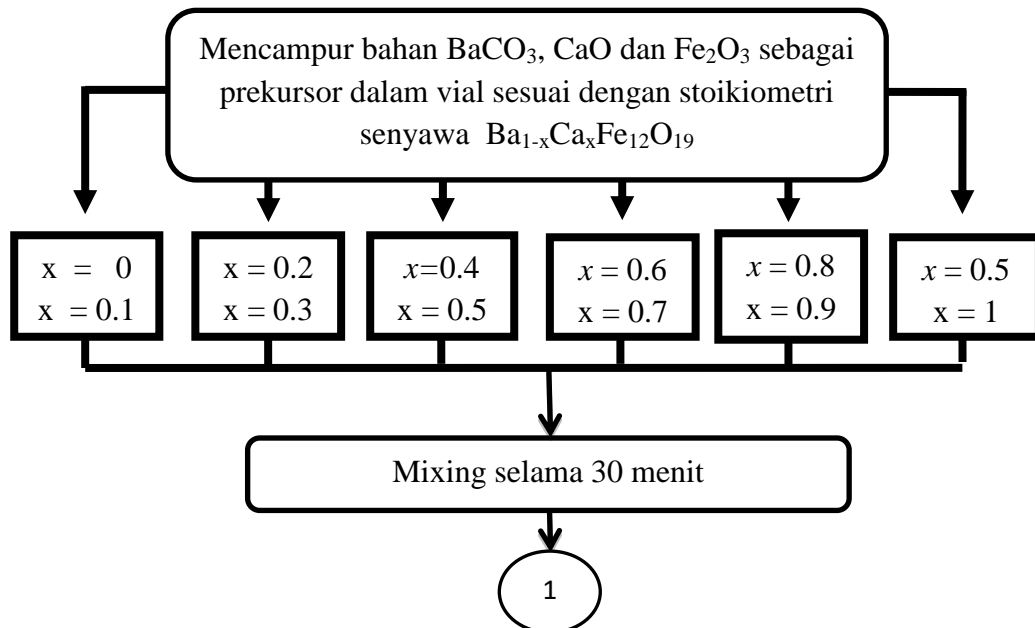 Mencampur bahan BaCO₃, CaO dan Fe₂O₃ sebagai
prekursor dalam vial sesuai dengan stoikiometri
senyawa Ba₁₋ₓCaₓFe₁₂O₁₉
x = 0
x = 0.1
x = 0.2
x = 0.3
x=0.4
x = 0.5
x = 0.6
x = 0.7
x = 0.8
x = 0.9
x = 0.5
x = 1
Mixing selama 30 menit
1